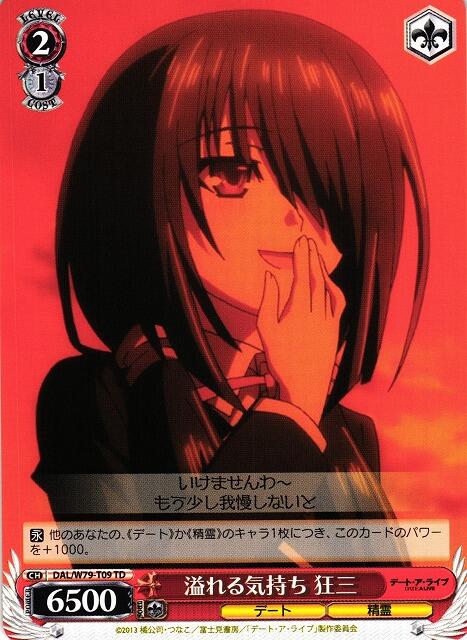 LEVEL
2
1
COST
いけませんわ～
もう少し我慢しないと
永 他のあなたの、《デート》か《精霊》のキャラ1枚につき、このカードのパワー
を+1000。
CH DAL/W79-T09 TD
POWER
6500
SOUL
溢れる気持ち 狂三
デート・ア・ライブ
DATE A LIVE
デート
精霊
©2013 橘公司・つなこ／富士見書房／「デート・ア・ライブ」製作委員会